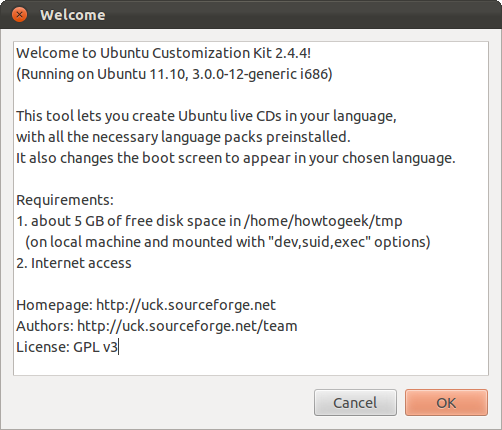 Welcome
Welcome to Ubuntu Customization Kit 2.4.4!
(Running on Ubuntu 11.10, 3.0.0-12-generic i686)
This tool lets you create Ubuntu live CDs in your language,
with all the necessary language packs preinstalled.
It also changes the boot screen to appear in your chosen language.
Requirements:
1. about 5 GB of free disk space in /home/howtogeek/tmp
(on local machine and mounted with "dev,suid,exec" options)
2. Internet access
Homepage: http://uck.sourceforge.net
Authors: http://uck.sourceforge.net/team
License: GPL v3
Cancel
OK